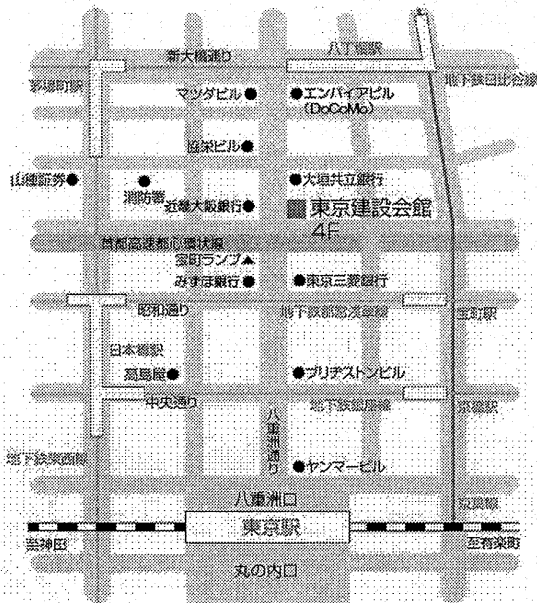 新大橋通り
八丁堀駅
茅場町駅
地下鉄日比谷線
マツダビル
エンパイアビル
(DoCoMo)
協栄ビル
山種証券
消防署
大垣共立銀行
近畿大阪銀行
東京建設会館
4F
首都高速都心環状線
宝町ランプ
みずほ銀行
東京三菱銀行
昭和通り
地下鉄都営浅草線
宝町駅
日本橋駅
高島屋
ブリヂストンビル
中央通り
地下鉄銀座線
京橋駅
八重洲通り
地下鉄東西線
ヤンマービル
京葉線
八重洲口
東京駅
至神田
至有楽町
丸の内口